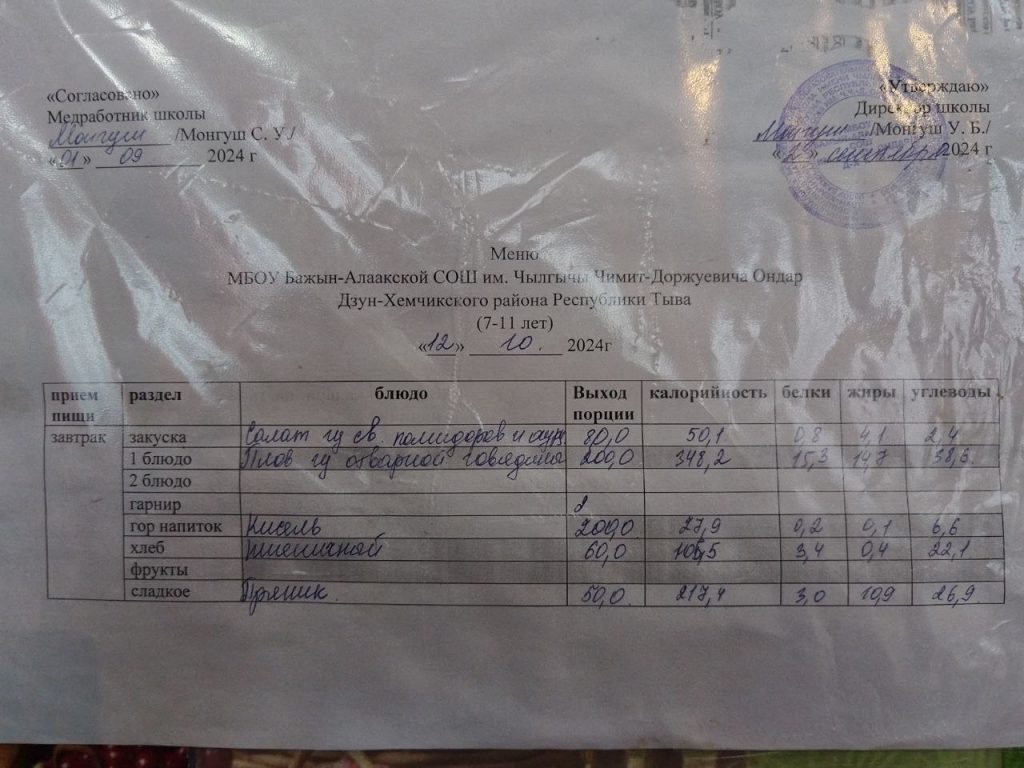 «Согласовано»
Медработник школы
Монгуш /Монгуш С. У./
«01» 09 2024 г
«Утверждаю»
Директор школы
Монгуш /Монгуш У. Б./
сентября 2024 г
Меню
МБОУ Бажын-Алаакской СОШ им. Чылгычы Чимит-Доржуевича Ондар
Дзун-Хемчикского района Республики Тыва
(7-11 лет)
«12» 10. 2024г
прием пищи раздел блюдо Выход порции калорийность белки жиры углеводы
завтрак закуска Салат из св. помидоров и 80,0 50,1 0,8 4,1 2,4
1 блюдо Плов из отварной говядины 200,0 348,2 15,3 14,7 38,6
2 блюдо
гарнир
гор напиток Кисель 200,0 27,9 0,2 0,1 6,6
хлеб Пшеничной 60,0 106,5 3,4 0,4 22,1
фрукты
сладкое Пряник 50,0 217,4 3,0 10,9 26,9